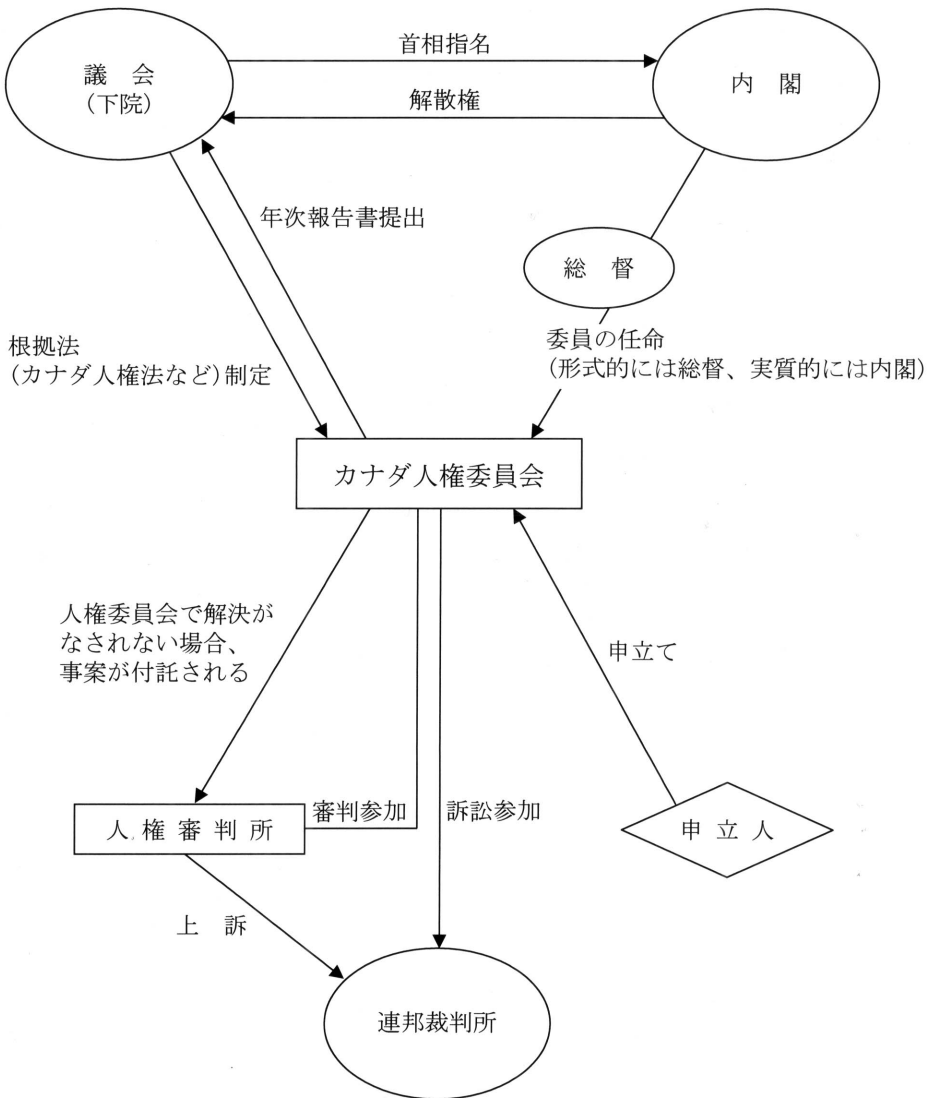 首相指名
議　会
(下院)
内　閣
解散権
年次報告書提出
総　督
根拠法
(カナダ人権法など)制定
委員の任命
(形式的には総督、実質的には内閣)
カナダ人権委員会
人権委員会で解決が
なされない場合、
事案が付託される
申立て
人 権 審 判 所
審判参加
訴訟参加
申 立 人
上　訴
連邦裁判所